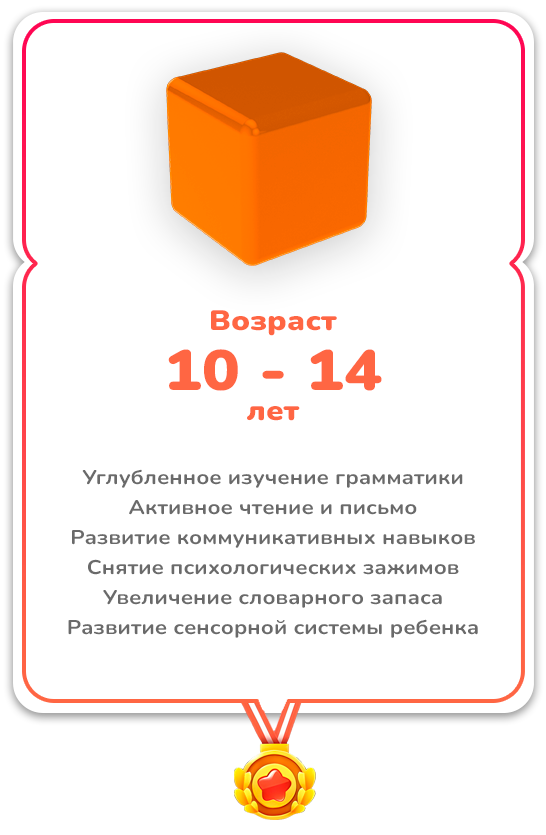 Возраст
10 - 14
лет
Углубленное изучение грамматики
Активное чтение и письмо
Развитие коммуникативных навыков
Снятие психологических зажимов
Увеличение словарного запаса
Развитие сенсорной системы ребенка